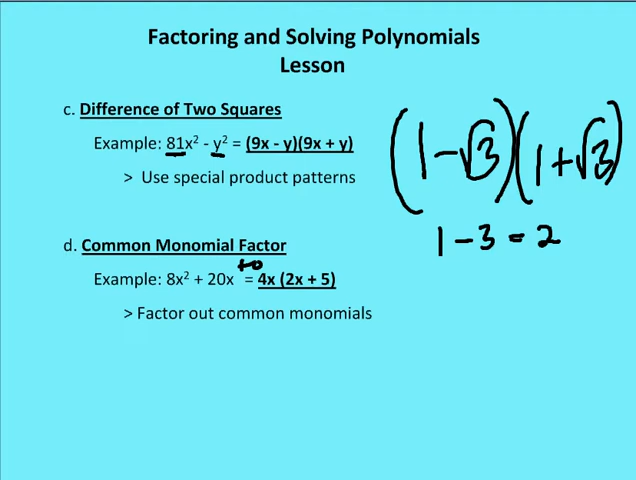 Factoring and Solving Polynomials
Lesson
c. Difference of Two Squares
Example: 81x² - y² = (9x - y)(9x + y)
> Use special product patterns
(1-√3)(1+√3)
1-3=2
d. Common Monomial Factor
+0
Example: 8x² + 20x = 4x (2x + 5)
> Factor out common monomials